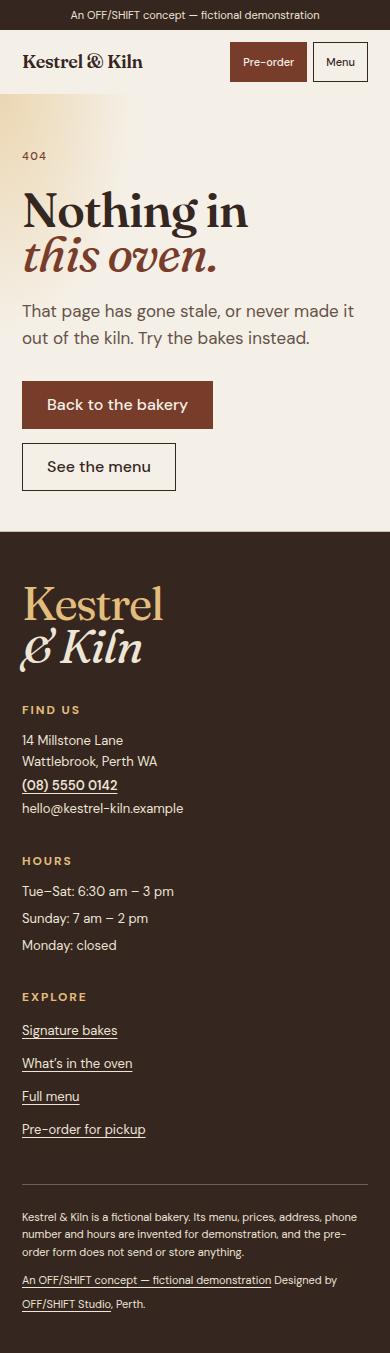 An OFF/SHIFT concept — fictional demonstration
Kestrel & Kiln
Pre-order
Menu
404
Nothing in
this oven.
That page has gone stale, or never made it
out of the kiln. Try the bakes instead.
Back to the bakery
See the menu
Kestrel
& Kiln
FIND US
14 Millstone Lane
Wattlebrook, Perth WA
(08) 5550 0142
hello@kestrel-kiln.example
HOURS
Tue–Sat: 6:30 am – 3 pm
Sunday: 7 am – 2 pm
Monday: closed
EXPLORE
Signature bakes
What's in the oven
Full menu
Pre-order for pickup
Kestrel & Kiln is a fictional bakery. Its menu, prices, address, phone
number and hours are invented for demonstration, and the pre-
order form does not send or store anything.
An OFF/SHIFT concept — fictional demonstration Designed by
OFF/SHIFT Studio, Perth.